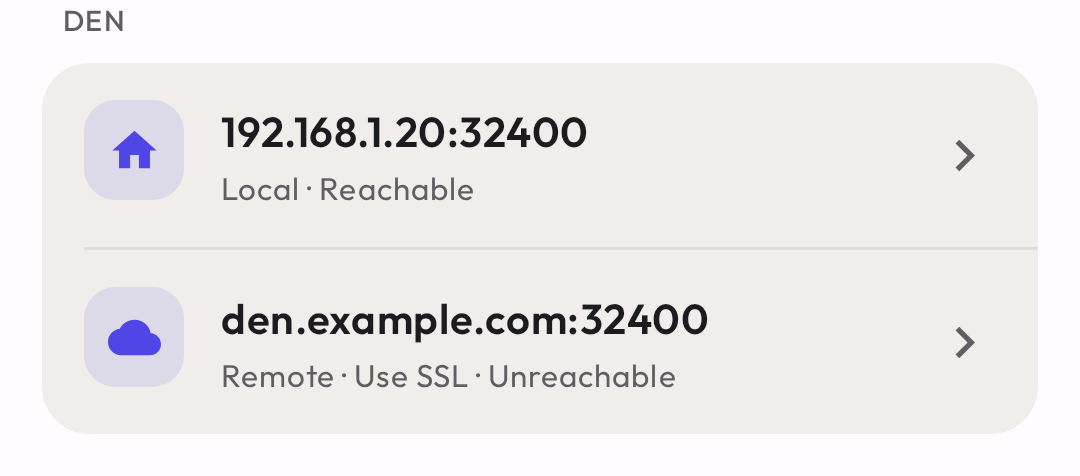 DEN
192.168.1.20:32400
Local · Reachable
den.example.com:32400
Remote · Use SSL · Unreachable